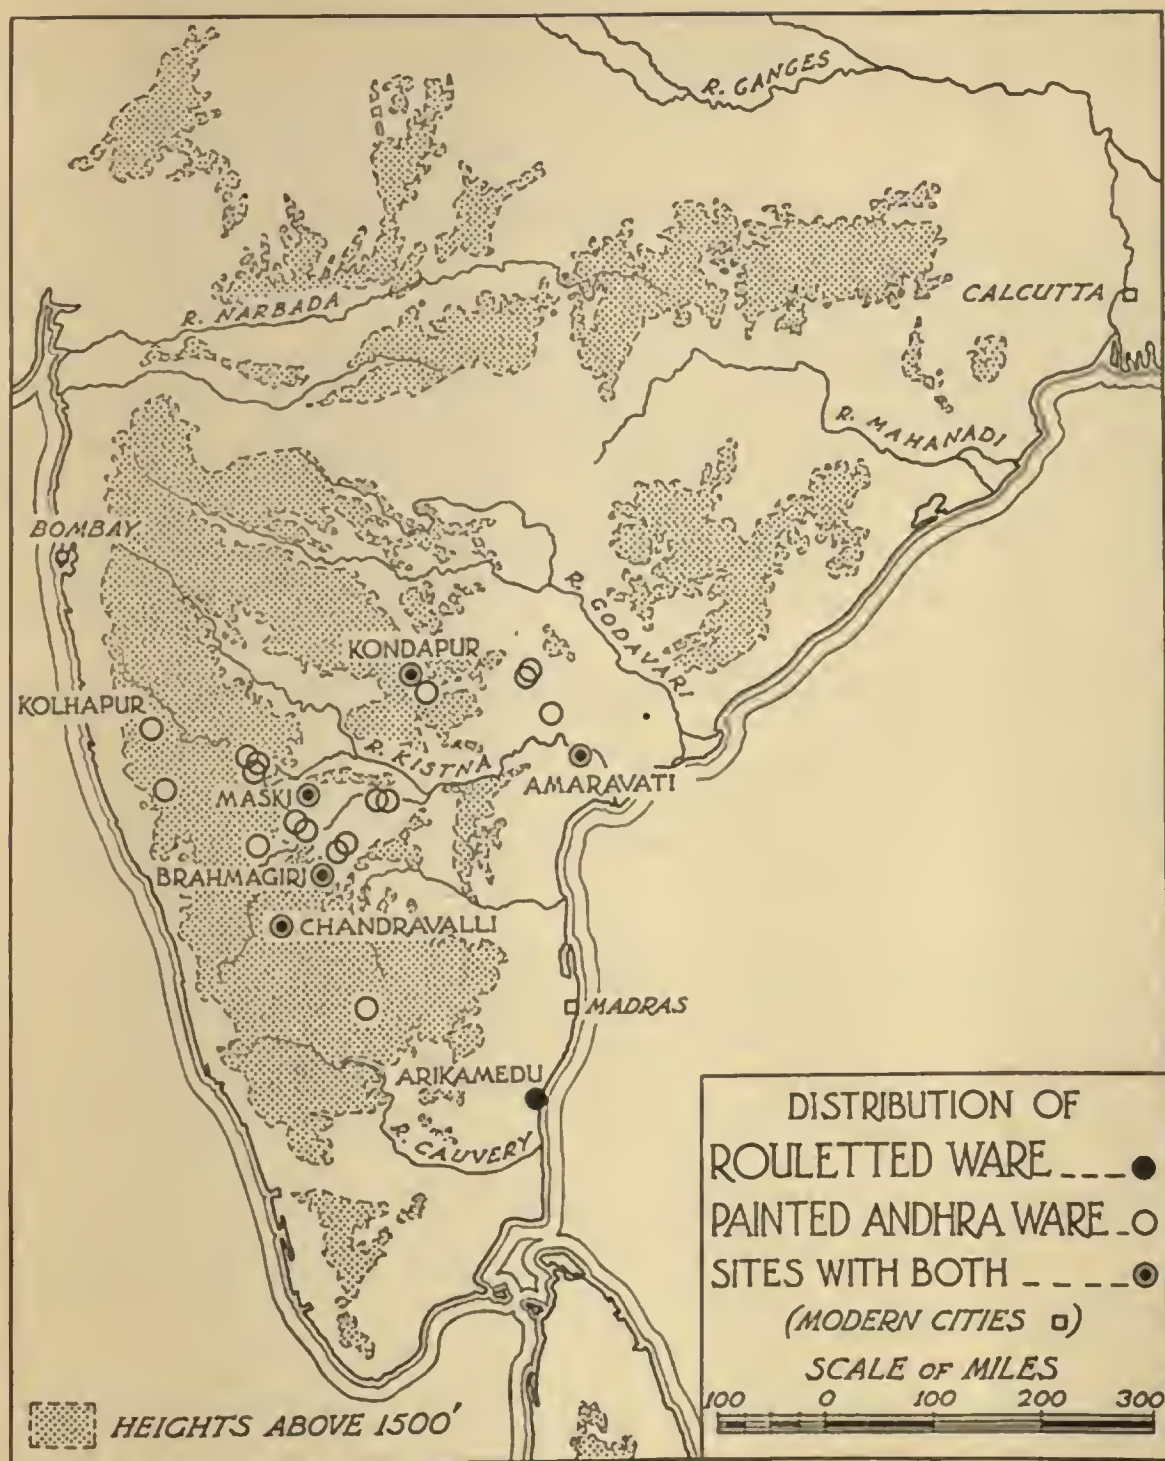 R. GANGES
CALCUTTA
R. NARBADA
R. MAHANADI
BOMBAY
R. GODAVARI
KONDAPUR
KOLHAPUR
R. KISTNA
AMARAVATI
MASKI
BRAHMAGIRI
CHANDRAVALLI
MADRAS
ARIKAMEDU
R. CAUVERY
DISTRIBUTION OF
ROULETTED WARE
PAINTED ANDHRA WARE
SITES WITH BOTH
(MODERN CITIES )
SCALE OF MILES
100 0 100 200 300
HEIGHTS ABOVE 1500'